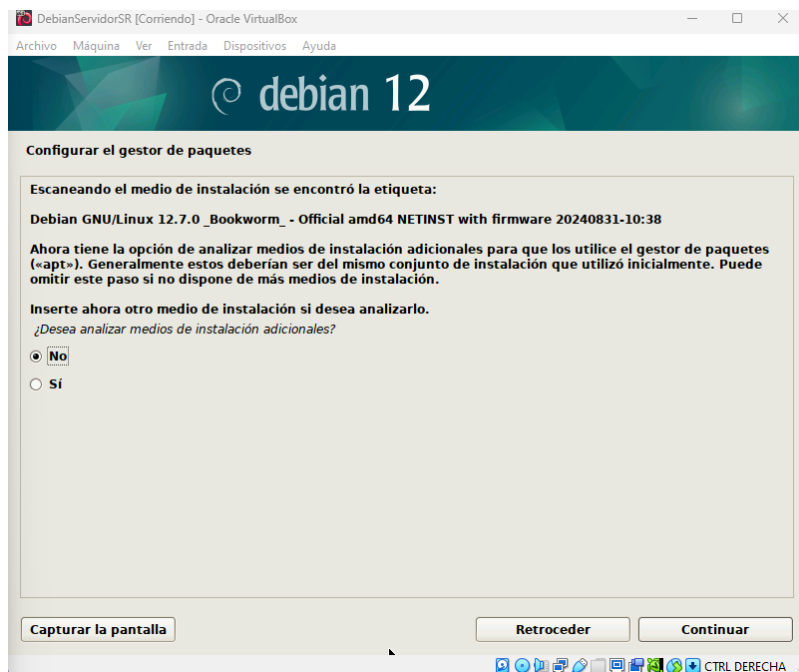 DebianServidorSR [Corriendo] - Oracle VirtualBox
Archivo Máquina Ver Entrada Dispositivos Ayuda
debian 12
Configurar el gestor de paquetes
Escaneando el medio de instalación se encontró la etiqueta:
Debian GNU/Linux 12.7.0 _Bookworm_ - Official amd64 NETINST with firmware 20240831-10:38
Ahora tiene la opción de analizar medios de instalación adicionales para que los utilice el gestor de paquetes
(«apt»). Generalmente estos deberían ser del mismo conjunto de instalación que utilizó inicialmente. Puede
omitir este paso si no dispone de más medios de instalación.
Inserte ahora otro medio de instalación si desea analizarlo.
¿Desea analizar medios de instalación adicionales?
No
Sí
Capturar la pantalla Retroceder Continuar
CTRL DERECHA